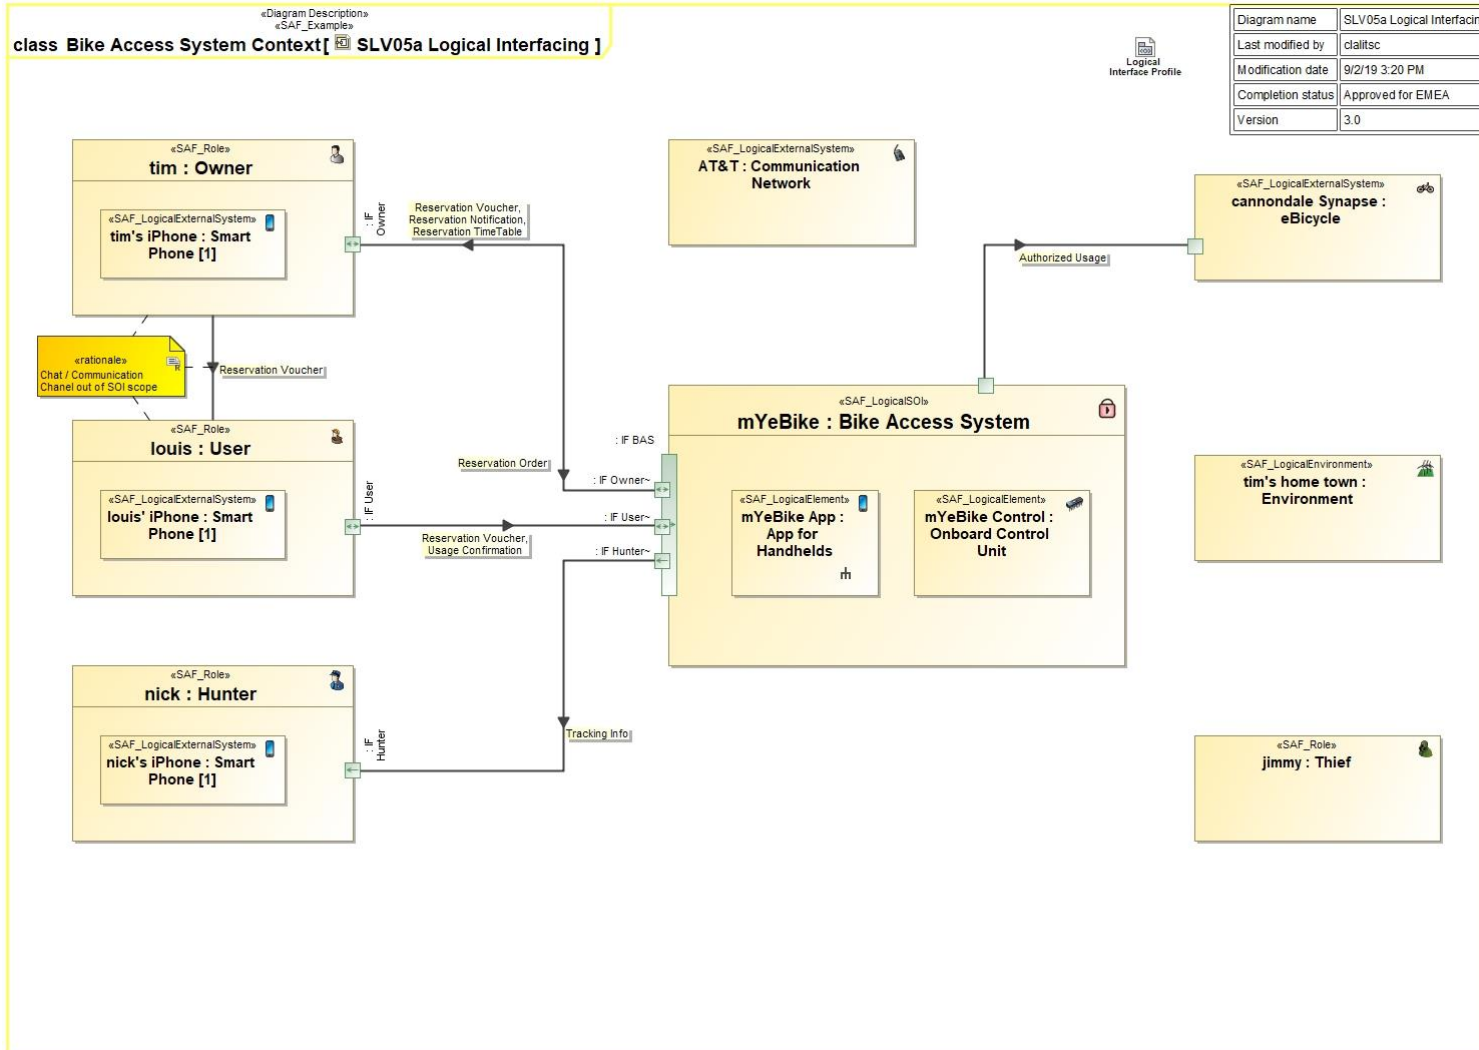 «Diagram Description»
«SAF_Example»
class Bike Access System Context[ SLV05a Logical Interfacing ]
Logical
Interface Profile
Diagram name SLV05a Logical Interfacin
Last modified by clalitsc
Modification date 9/2/19 3:20 PM
Completion status Approved for EMEA
Version 3.0
«SAF_Role»
tim : Owner
«SAF_LogicalExternalSystem»
tim's iPhone : Smart
Phone [1]
: IF
Owner
Reservation Voucher,
Reservation Notification,
Reservation TimeTable
«SAF_LogicalExternalSystem»
AT&T : Communication
Network
«SAF_LogicalExternalSystem»
cannondale Synapse :
eBicycle
Authorized Usage
«rationale»
Chat / Communication
Chanel out of SOI scope
R
Reservation Voucher
«SAF_Role»
louis : User
«SAF_LogicalExternalSystem»
louis' iPhone : Smart
Phone [1]
: IF User
Reservation Order
Reservation Voucher,
Usage Confirmation
: IF BAS
: IF Owner~
: IF User~
: IF Hunter~
«SAF_LogicalSOI»
mYeBike : Bike Access System
«SAF_LogicalElement»
mYeBike App :
App for
Handhelds
«SAF_LogicalElement»
mYeBike Control :
Onboard Control
Unit
«SAF_LogicalEnvironment»
tim's home town :
Environment
«SAF_Role»
nick : Hunter
«SAF_LogicalExternalSystem»
nick's iPhone : Smart
Phone [1]
: IF
Hunter
Tracking Info
«SAF_Role»
jimmy : Thief